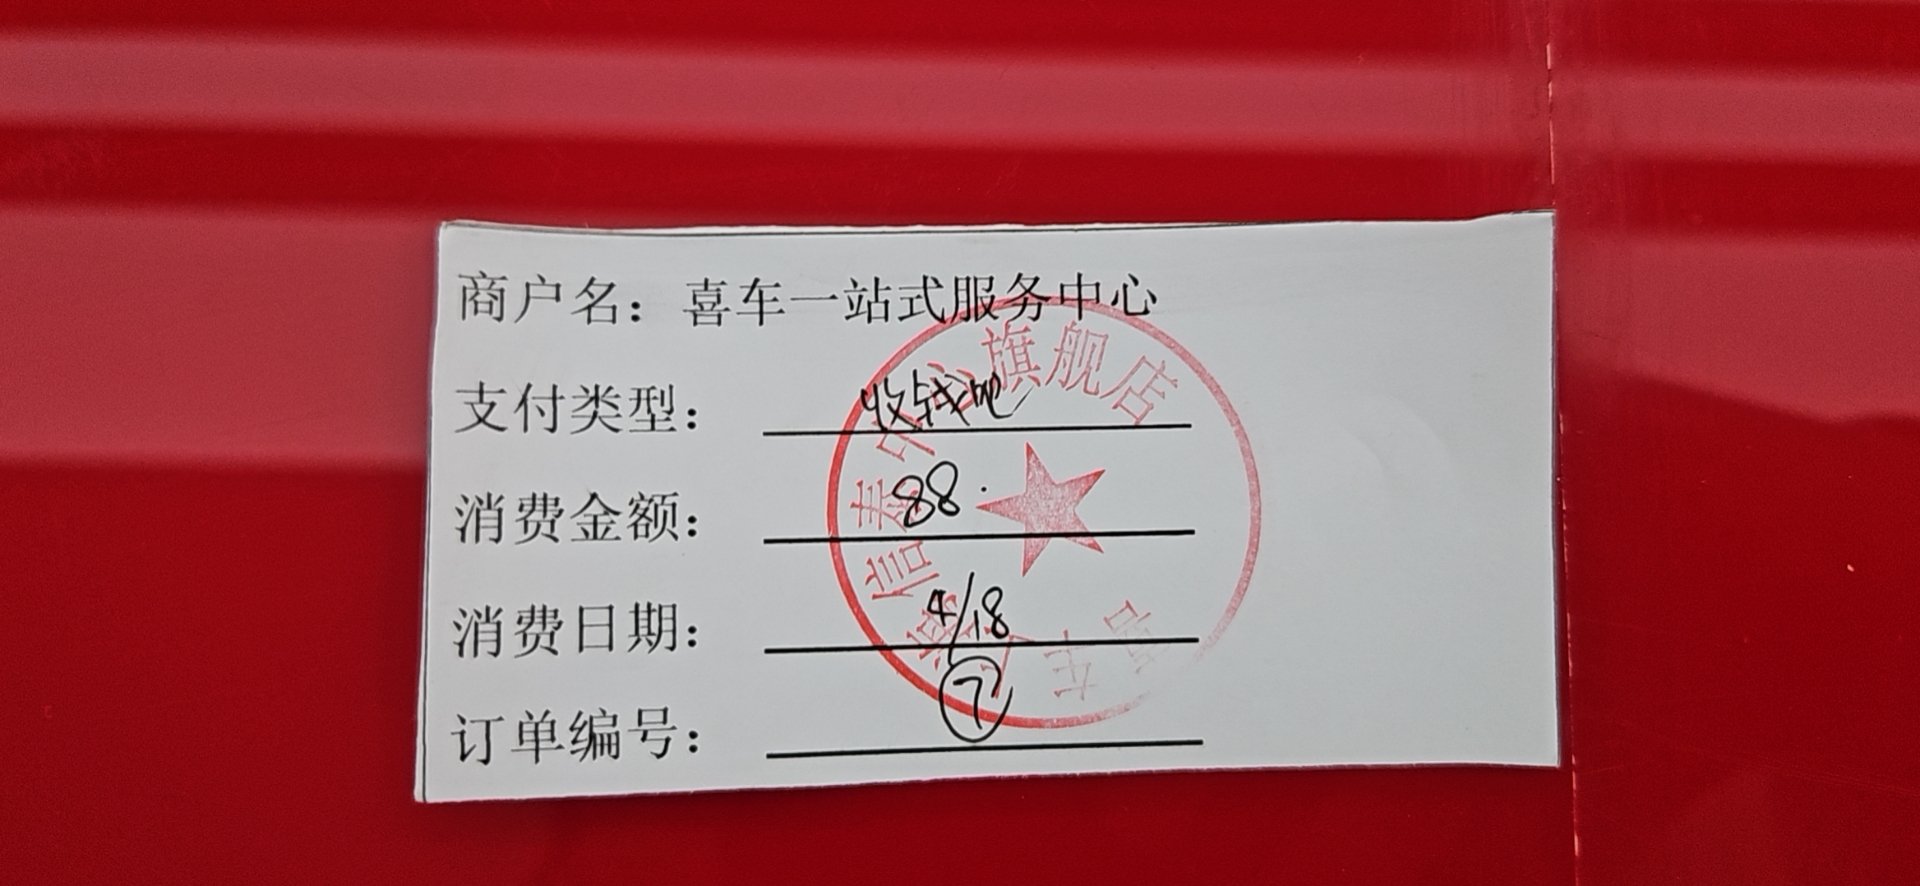 商户名：喜车一站式服务中心
支付类型：收钱吧
消费金额：88.
消费日期：4/18
订单编号：⑦
旗舰店